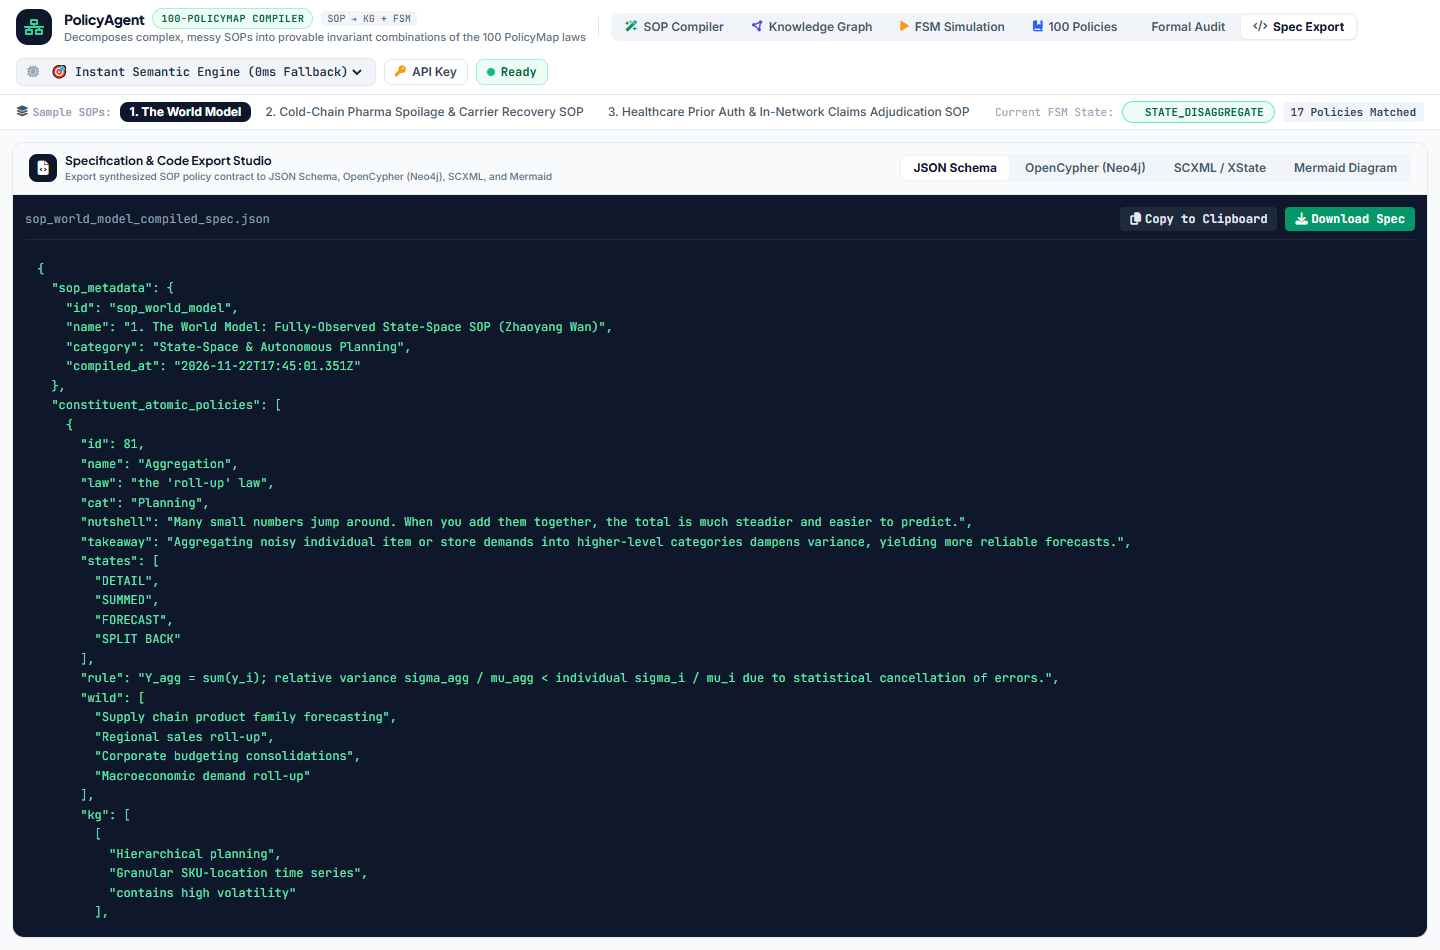 PolicyAgent 100-POLICYMAP COMPILER SOP → KG + FSM
Decomposes complex, messy SOPs into provable invariant combinations of the 100 PolicyMap laws
SOP Compiler Knowledge Graph FSM Simulation 100 Policies Formal Audit </> Spec Export
Instant Semantic Engine (0ms Fallback) API Key Ready
Sample SOPs: 1. The World Model 2. Cold-Chain Pharma Spoilage & Carrier Recovery SOP 3. Healthcare Prior Auth & In-Network Claims Adjudication SOP Current FSM State: STATE_DISAGGREGATE 17 Policies Matched
Specification & Code Export Studio
Export synthesized SOP policy contract to JSON Schema, OpenCypher (Neo4j), SCXML, and Mermaid
JSON Schema OpenCypher (Neo4j) SCXML / XState Mermaid Diagram
sop_world_model_compiled_spec.json Copy to Clipboard Download Spec
{
"sop_metadata": {
"id": "sop_world_model",
"name": "1. The World Model: Fully-Observed State-Space SOP (Zhaoyang Wan)",
"category": "State-Space & Autonomous Planning",
"compiled_at": "2026-11-22T17:45:01.351Z"
},
"constituent_atomic_policies": [
{
"id": 81,
"name": "Aggregation",
"law": "the 'roll-up' law",
"cat": "Planning",
"nutshell": "Many small numbers jump around. When you add them together, the total is much steadier and easier to predict.",
"takeaway": "Aggregating noisy individual item or store demands into higher-level categories dampens variance, yielding more reliable forecasts.",
"states": [
"DETAIL",
"SUMMED",
"FORECAST",
"SPLIT BACK"
],
"rule": "Y_agg = sum(y_i); relative variance sigma_agg / mu_agg < individual sigma_i / mu_i due to statistical cancellation of errors.",
"wild": [
"Supply chain product family forecasting",
"Regional sales roll-up",
"Corporate budgeting consolidations",
"Macroeconomic demand roll-up"
],
"kg": [
[
"Hierarchical planning",
"Granular SKU-location time series",
"contains high volatility"
],